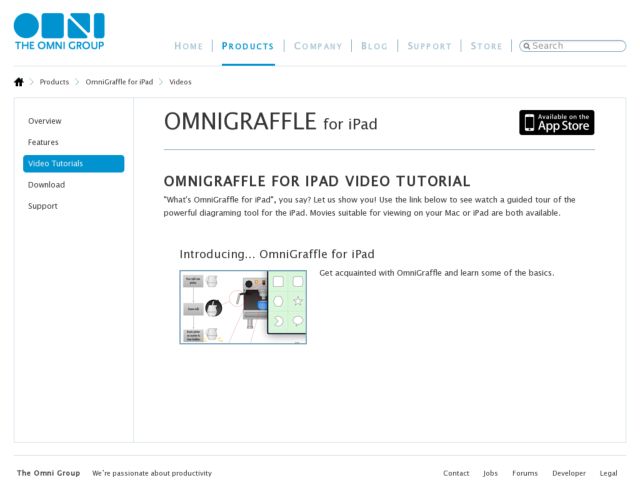 OMNI
THE OMNI GROUP
HOME PRODUCTS COMPANY BLOG SUPPORT STORE Search
Products OmniGraffle for iPad Videos
Overview
Features
Video Tutorials
Download
Support
OMNIGRAFFLE for iPad
Available on the
App Store
OMNIGRAFFLE FOR IPAD VIDEO TUTORIAL
"What's OmniGraffle for iPad", you say? Let us show you! Use the link below to see watch a guided tour of the
powerful diagraming tool for the iPad. Movies suitable for viewing on your Mac or iPad are both available.
Introducing... OmniGraffle for iPad
Get acquainted with OmniGraffle and learn some of the basics.
The Omni Group We're passionate about productivity
Contact Jobs Forums Developer Legal